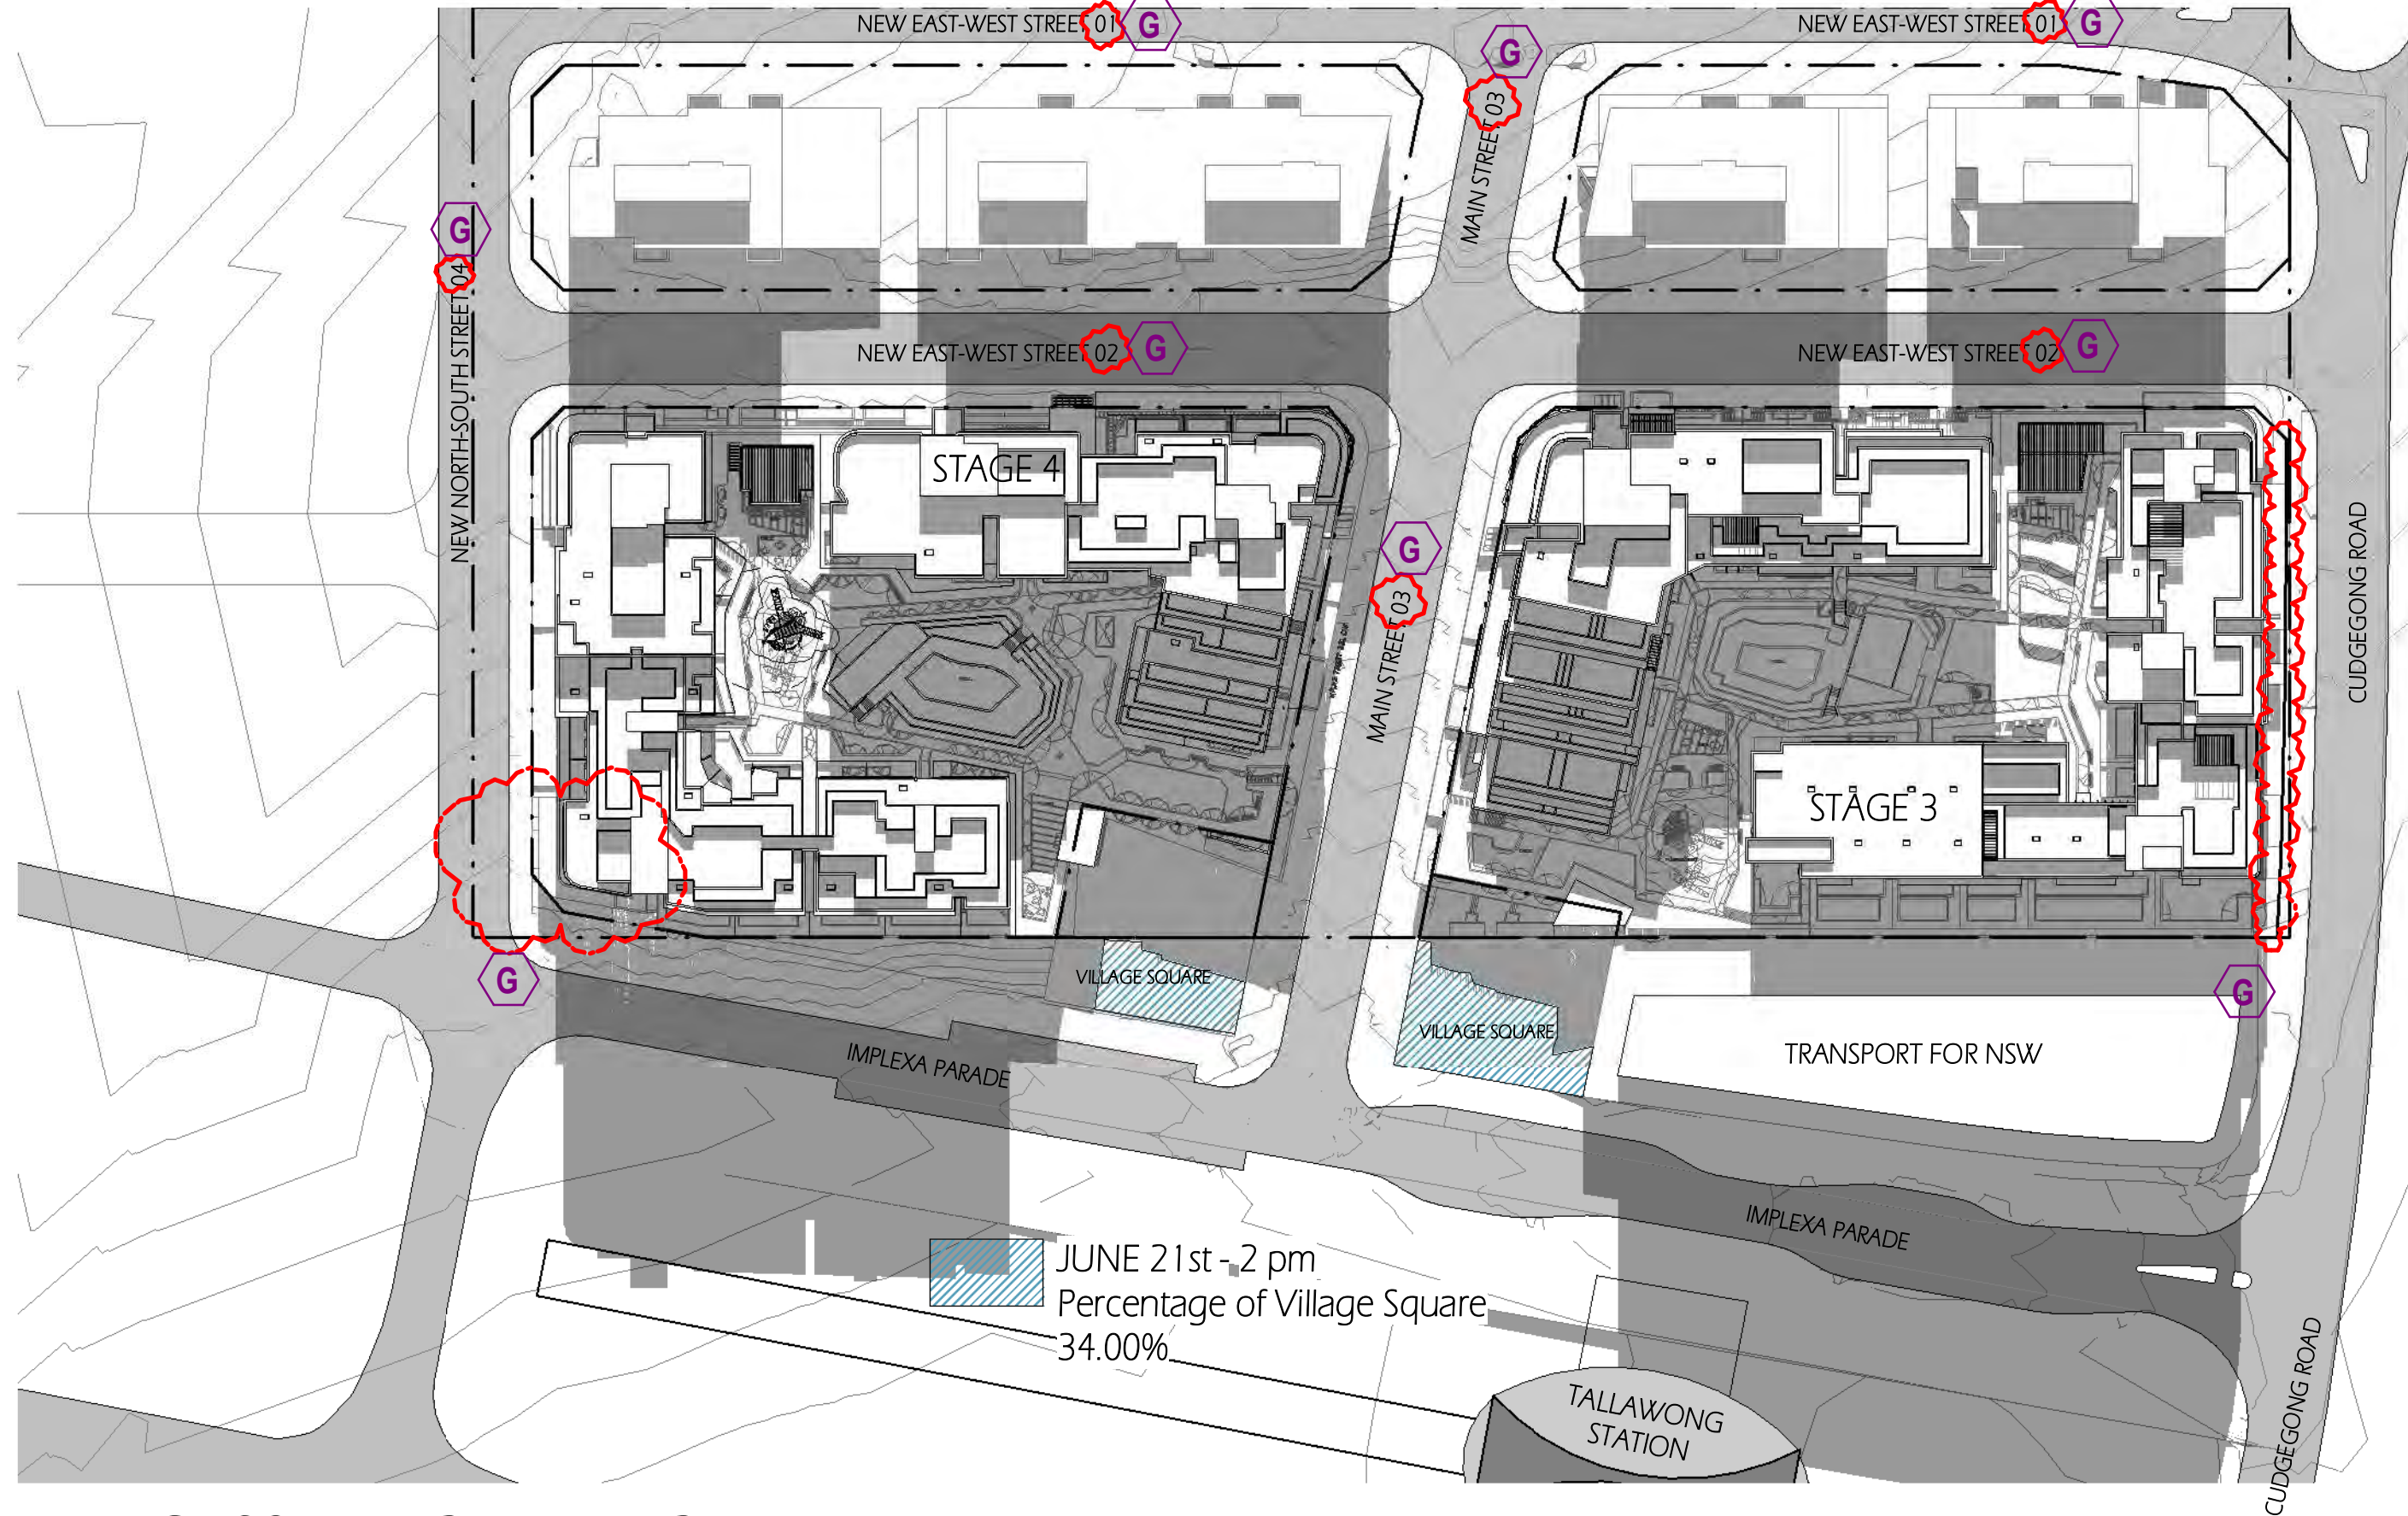 NEW EAST-WEST STREET 01
G
NEW EAST-WEST STREET 01
G
G
MAIN STREET 03
G
NEW NORTH-SOUTH STREET 04
NEW EAST-WEST STREET 02
G
NEW EAST-WEST STREET 02
G
STAGE 4
G
MAIN STREET 03
CUDGEGONG ROAD
STAGE 3
G
VILLAGE SQUARE
G
VILLAGE SQUARE
TRANSPORT FOR NSW
IMPLEXA PARADE
IMPLEXA PARADE
JUNE 21st - 2 pm
Percentage of Village Square
34.00%
TALLAWONG
STATION
CUDGEGONG ROAD